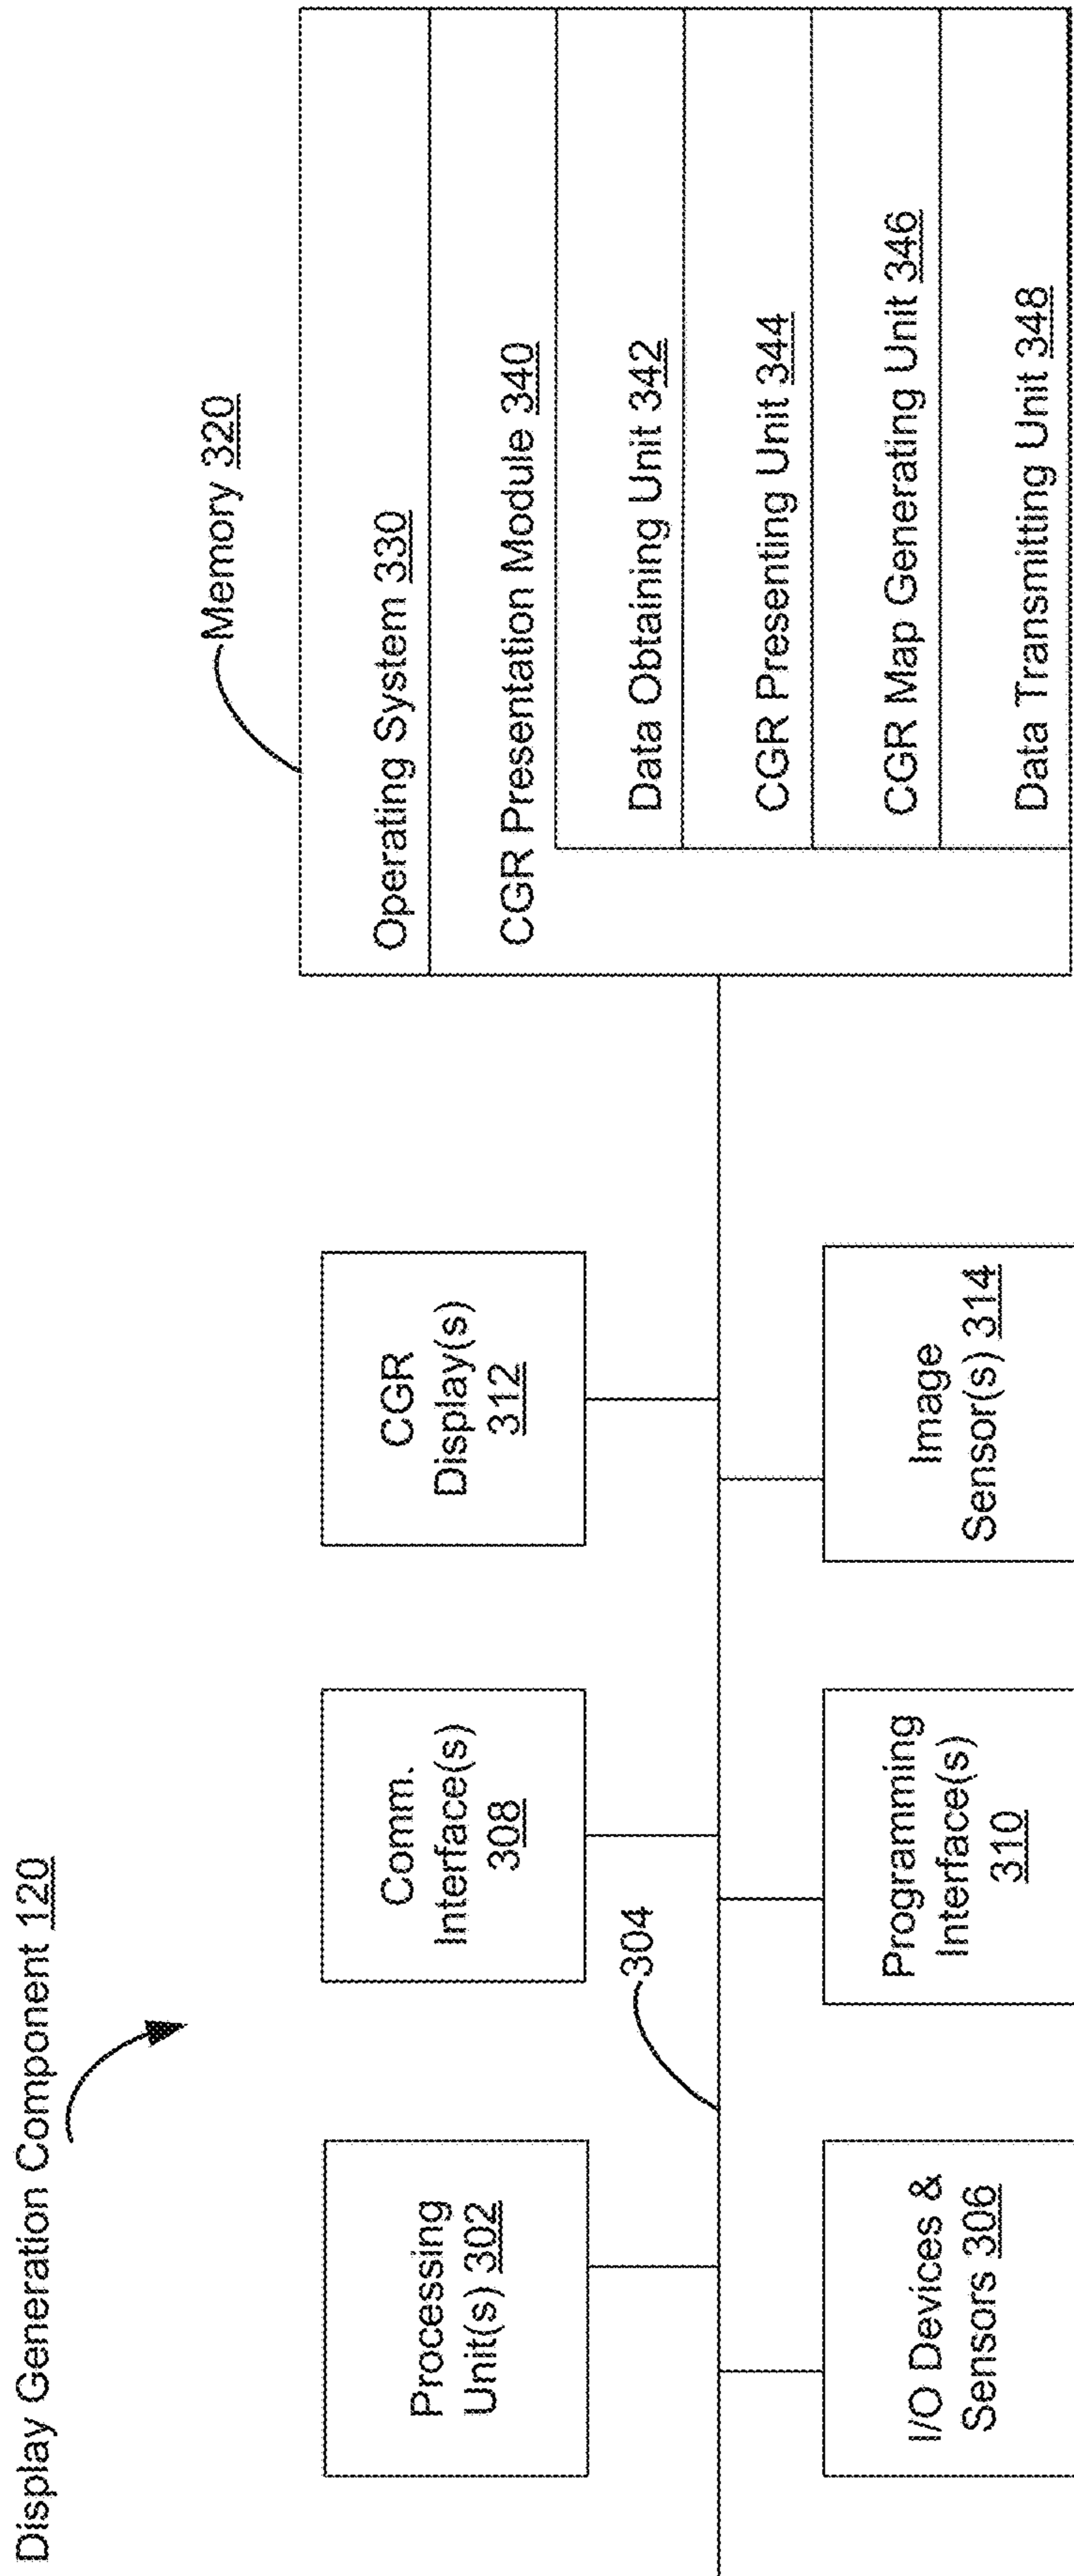 Display Generation Component 120
Processing
Unit(s) 302
Comm.
Interface(s)
308
CGR
Display(s)
312
304
I/O Devices &
Sensors 306
Programming
Interface(s)
310
Image
Sensor(s) 314
Memory 320
Operating System 330
CGR Presentation Module 340
Data Obtaining Unit 342
CGR Presenting Unit 344
CGR Map Generating Unit 346
Data Transmitting Unit 348